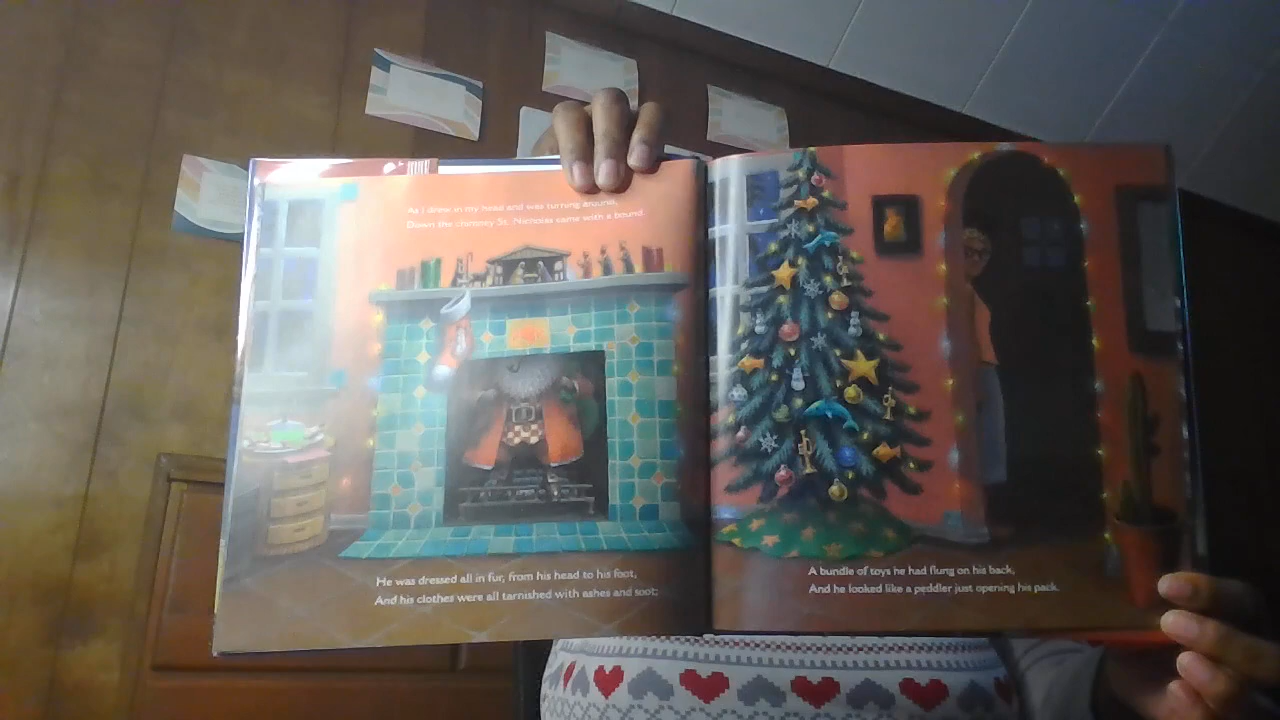 As I drew in my head and was turning around,
Down the chimney St. Nicholas came with a bound.
He was dressed all in fur, from his head to his foot,
And his clothes were all tarnished with ashes and soot;
A bundle of toys he had flung on his back,
And he looked like a peddler just opening his pack.